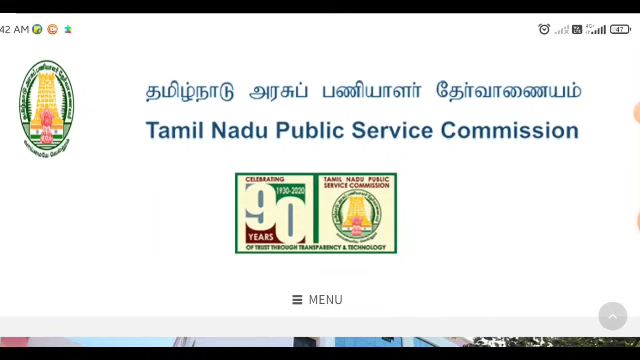 42 AM
47
தமிழ்நாடு அரசுப் பணியாளர் தேர்வாணையம்
Tamil Nadu Public Service Commission
CELEBRATING
90
1930-2020
YEARS
TAMIL NADU PUBLIC
SERVICE COMMISSION
OF TRUST THROUGH TRANSPARENCY & TECHNOLOGY
MENU